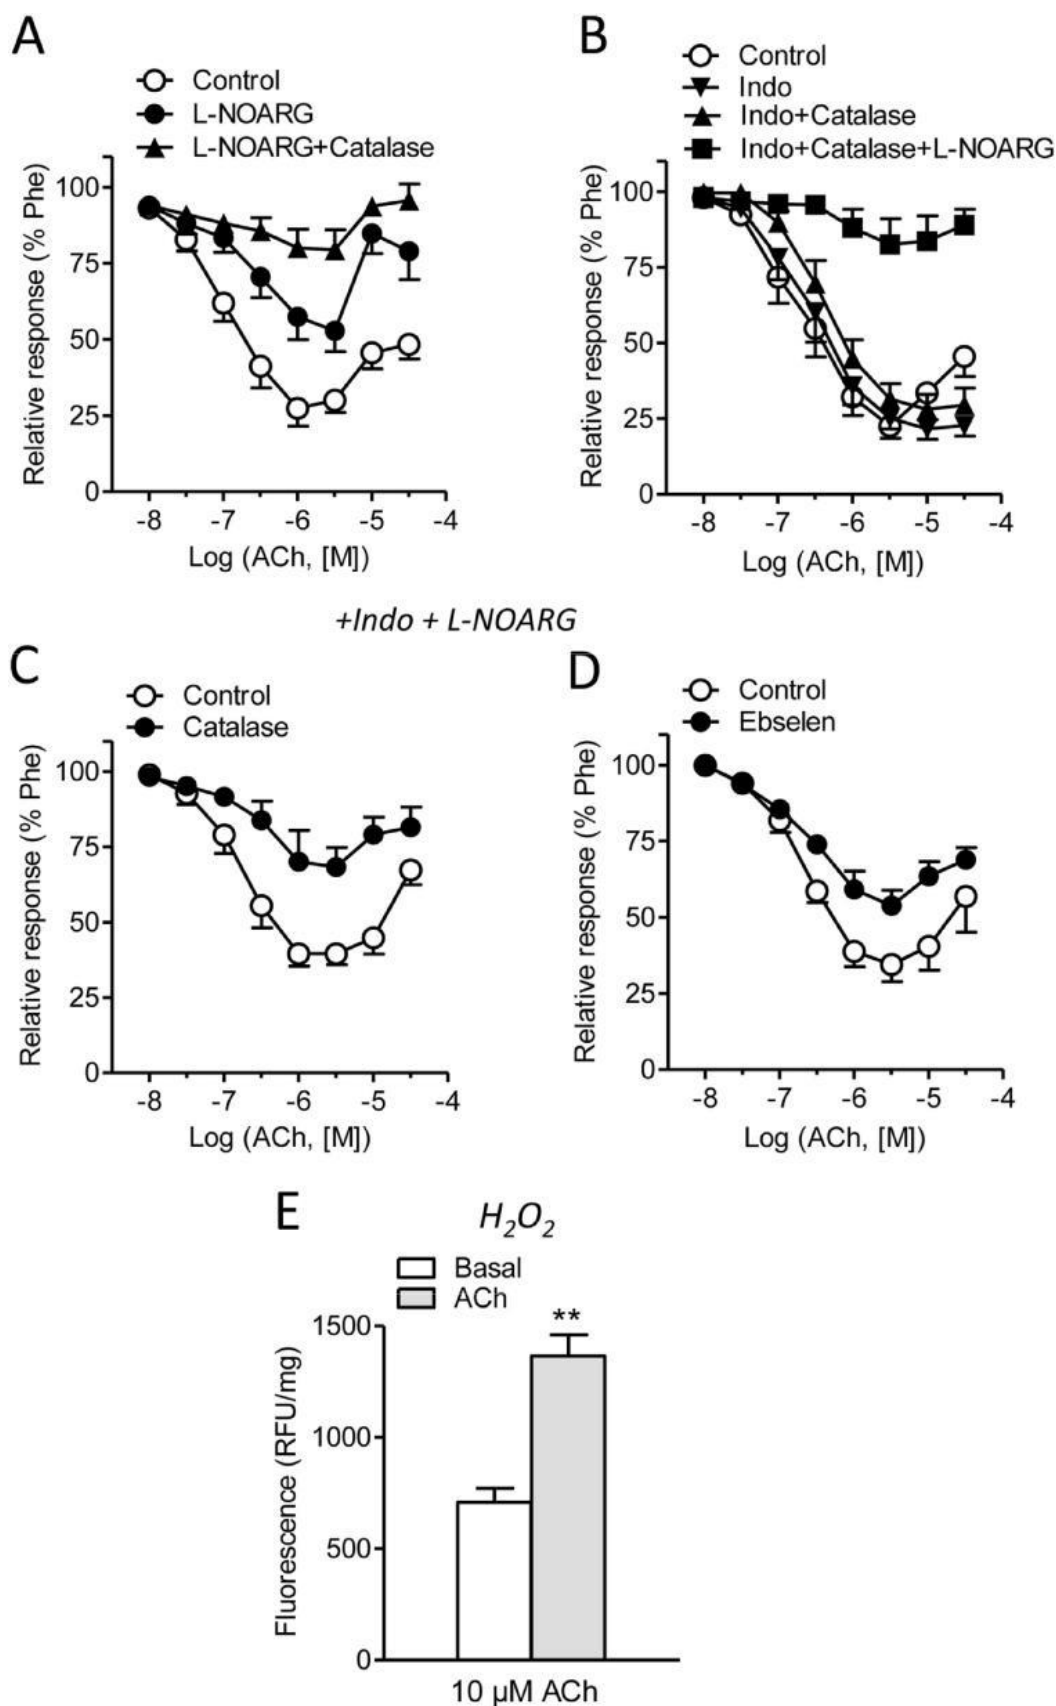 A
Control
L-NOARG
L-NOARG+Catalase
Relative response (% Phe)
100
75
50
25
0
-8 -7 -6 -5 -4
Log (ACh, [M])
B
Control
Indo
Indo+Catalase
Indo+Catalase+L-NOARG
Relative response (% Phe)
100
75
50
25
0
-8 -7 -6 -5 -4
Log (ACh, [M])
+Indo + L-NOARG
C
Control
Catalase
Relative response (% Phe)
100
75
50
25
0
-8 -7 -6 -5 -4
Log (ACh, [M])
D
Control
Ebselen
Relative response (% Phe)
100
75
50
25
0
-8 -7 -6 -5 -4
Log (ACh, [M])
E
H₂O₂
Basal
ACh
**
Fluorescence (RFU/mg)
1500
1000
500
0
10 µM ACh